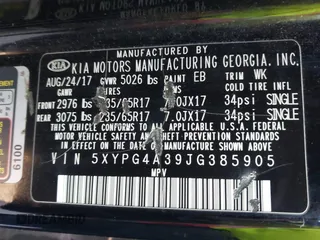 KIA KIA MOTORS MANUFACTURING GEORGIA, INC.
AUG/24/17 GVWR 5026 lbs PAINT EB TRIM WK
GAWR TIRES RIMS COLD TIRE INFL
FRONT 2976 lbs 235/65R17 7.0JX17 34psi SINGLE
REAR 3075 lbs 235/65R17 7.0JX17 34psi SINGLE
THIS VEHICLE CONFORMS TO ALL APPLICABLE FEDERAL
MOTOR VEHICLE SAFETY, BUMPER, AND THEFT PREVENTION
STANDARDS IN EFFECT ON THE DATE OF MANUFACTURE SHOWN ABOVE.
VIN 5XYPG4A39JG385905
MPV
6100